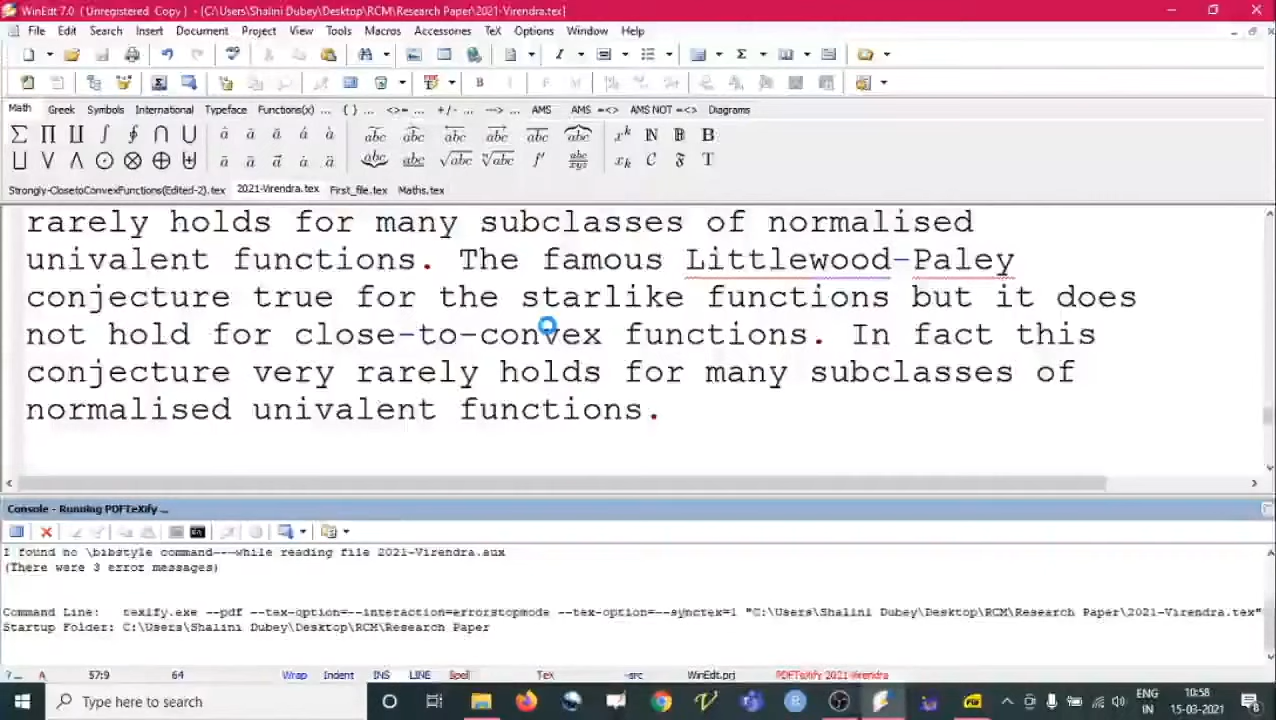 WinEdt 7.0 (Unregistered Copy) - [C:\Users\Shalini Dubey\Desktop\RCM\Research Paper\2021-Virendra.tex]
File Edit Search Insert Document Project View Tools Macros Accessories TeX Options Window Help
Math Greek Symbols International Typeface Functions(x) ... { } ... <>= ... +/- ... ---> ... AMS AMS =<> AMS NOT =<> Diagrams
Strongly-ClosetoConvexFunctions(Edited-2).tex 2021-Virendra.tex First_file.tex Maths.tex
rarely holds for many subclasses of normalised
univalent functions. The famous Littlewood-Paley
conjecture true for the starlike functions but it does
not hold for close-to-convex functions. In fact this
conjecture very rarely holds for many subclasses of
normalised univalent functions.
Console - Running PDFTeXify ...
I found no \bibstyle command---while reading file 2021-Virendra.aux
(There were 3 error messages)
Command Line: texify.exe --pdf --tex-option=--interaction=errorstopmode --tex-option=--synctex=1 "C:\Users\Shalini Dubey\Desktop\RCM\Research Paper\2021-Virendra.tex"
Startup Folder: C:\Users\Shalini Dubey\Desktop\RCM\Research Paper
?.. A 57:9 64 Wrap Indent INS LINE Spell TeX --src WinEdt.prj PDFTeXify 2021-Virendra
Type here to search
ENG 10:58
IN 15-03-2021